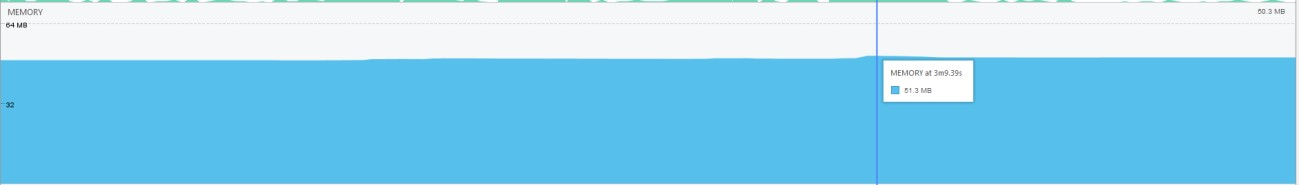 MEMORY
50.3 MB
64 MB
MEMORY at 3m9.39s
51.3 MB
32